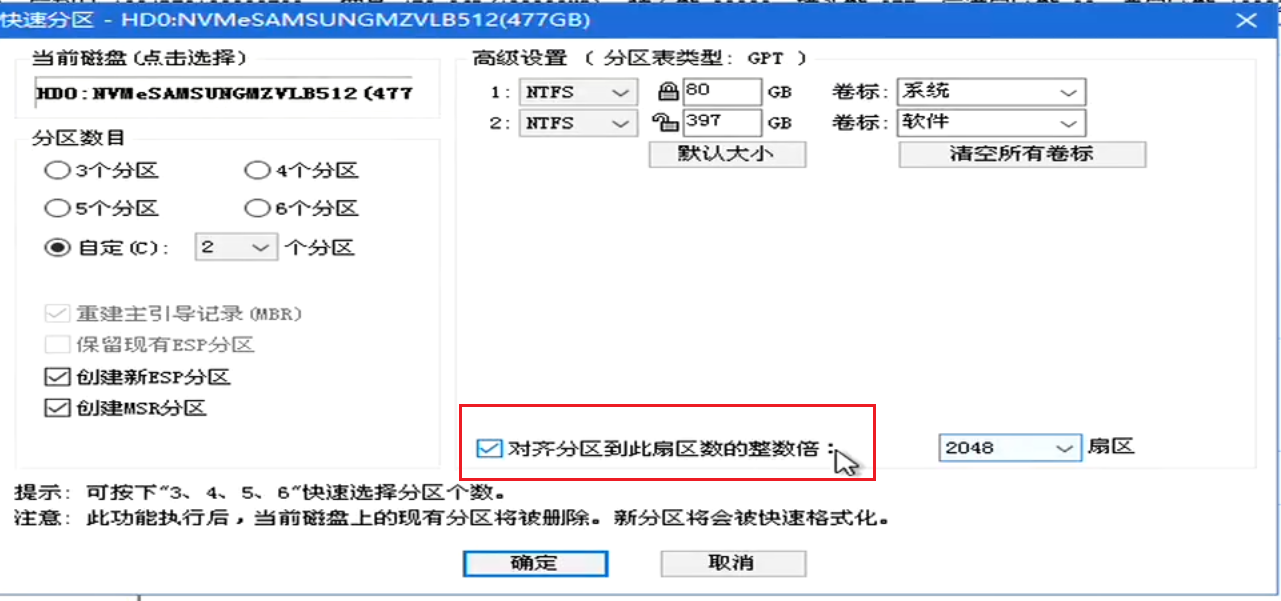 快速分区 - HD0:NVMeSAMSUNGMZVLB512(477GB)
当前磁盘(点击选择)
HD0:NVMeSAMSUNGMZVLB512(477
分区数目
3个分区 4个分区
5个分区 6个分区
自定(C): 2 个分区
重建主引导记录(MBR)
保留现有ESP分区
创建新ESP分区
创建MSR分区
高级设置 ( 分区表类型: GPT )
1: NTFS 80 GB 卷标: 系统
2: NTFS 397 GB 卷标: 软件
默认大小 清空所有卷标
对齐分区到此扇区数的整数倍: 2048 扇区
提示: 可按下"3、4、5、6"快速选择分区个数。
注意: 此功能执行后,当前磁盘上的现有分区将被删除。新分区将会被快速格式化。
确定 取消